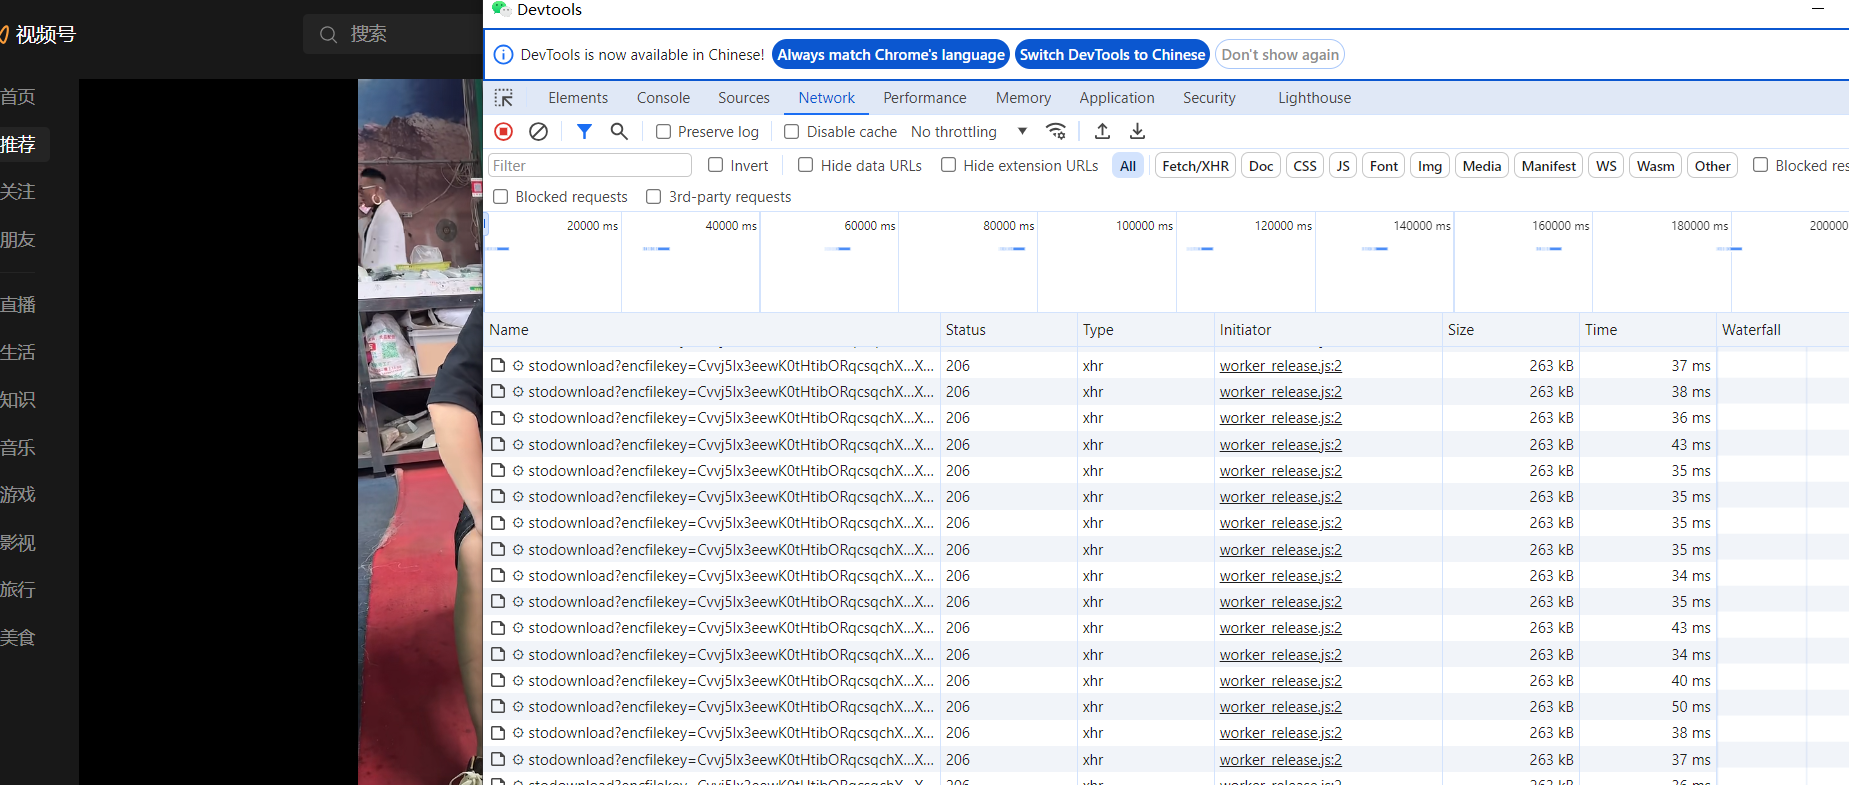 视频号
搜索
首页
推荐
关注
朋友
直播
生活
知识
音乐
游戏
影视
旅行
美食
Devtools
DevTools is now available in Chinese! Always match Chrome's language Switch DevTools to Chinese Don't show again
Elements Console Sources Network Performance Memory Application Security Lighthouse
Preserve log Disable cache No throttling
Filter Invert Hide data URLs Hide extension URLs All Fetch/XHR Doc CSS JS Font Img Media Manifest WS Wasm Other Blocked res
Blocked requests 3rd-party requests
20000 ms 40000 ms 60000 ms 80000 ms 100000 ms 120000 ms 140000 ms 160000 ms 180000 ms 200000
Name Status Type Initiator Size Time Waterfall
stodownload?encfilekey=Cvvj5Ix3eewK0tHtibORqcsqchX...X... 206 xhr worker_release.js:2 263 kB 37 ms
stodownload?encfilekey=Cvvj5Ix3eewK0tHtibORqcsqchX...X... 206 xhr worker_release.js:2 263 kB 38 ms
stodownload?encfilekey=Cvvj5Ix3eewK0tHtibORqcsqchX...X... 206 xhr worker_release.js:2 263 kB 36 ms
stodownload?encfilekey=Cvvj5Ix3eewK0tHtibORqcsqchX...X... 206 xhr worker_release.js:2 263 kB 43 ms
stodownload?encfilekey=Cvvj5Ix3eewK0tHtibORqcsqchX...X... 206 xhr worker_release.js:2 263 kB 35 ms
stodownload?encfilekey=Cvvj5Ix3eewK0tHtibORqcsqchX...X... 206 xhr worker_release.js:2 263 kB 35 ms
stodownload?encfilekey=Cvvj5Ix3eewK0tHtibORqcsqchX...X... 206 xhr worker_release.js:2 263 kB 35 ms
stodownload?encfilekey=Cvvj5Ix3eewK0tHtibORqcsqchX...X... 206 xhr worker_release.js:2 263 kB 35 ms
stodownload?encfilekey=Cvvj5Ix3eewK0tHtibORqcsqchX...X... 206 xhr worker_release.js:2 263 kB 34 ms
stodownload?encfilekey=Cvvj5Ix3eewK0tHtibORqcsqchX...X... 206 xhr worker_release.js:2 263 kB 35 ms
stodownload?encfilekey=Cvvj5Ix3eewK0tHtibORqcsqchX...X... 206 xhr worker_release.js:2 263 kB 43 ms
stodownload?encfilekey=Cvvj5Ix3eewK0tHtibORqcsqchX...X... 206 xhr worker_release.js:2 263 kB 34 ms
stodownload?encfilekey=Cvvj5Ix3eewK0tHtibORqcsqchX...X... 206 xhr worker_release.js:2 263 kB 40 ms
stodownload?encfilekey=Cvvj5Ix3eewK0tHtibORqcsqchX...X... 206 xhr worker_release.js:2 263 kB 50 ms
stodownload?encfilekey=Cvvj5Ix3eewK0tHtibORqcsqchX...X... 206 xhr worker_release.js:2 263 kB 38 ms
stodownload?encfilekey=Cvvj5Ix3eewK0tHtibORqcsqchX...X... 206 xhr worker_release.js:2 263 kB 37 ms